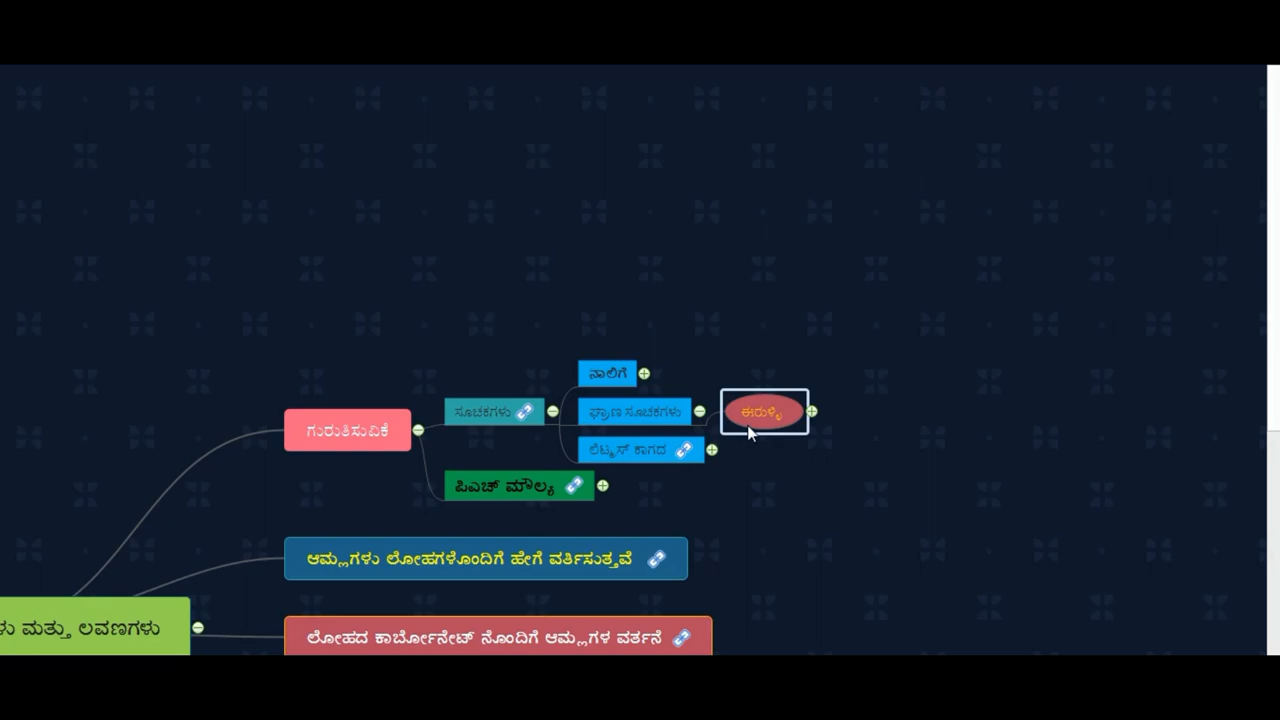 ನಾಲಿಗೆ
ಗುರುತಿಸುವಿಕೆ
ಸೂಚಕಗಳು
ಘ್ರಾಣ ಸೂಚಕಗಳು
ಈರುಳ್ಳಿ
ಲಿಟ್ಮಸ್ ಕಾಗದ
ಪಿಎಚ್ ಮೌಲ್ಯ
ಆಮ್ಲಗಳು ಲೋಹಗಳೊಂದಿಗೆ ಹೇಗೆ ವರ್ತಿಸುತ್ತವೆ
ಮತ್ತು ಲವಣಗಳು
ಲೋಹದ ಕಾರ್ಬೋನೇಟ್ ನೊಂದಿಗೆ ಆಮ್ಲಗಳ ವರ್ತನೆ